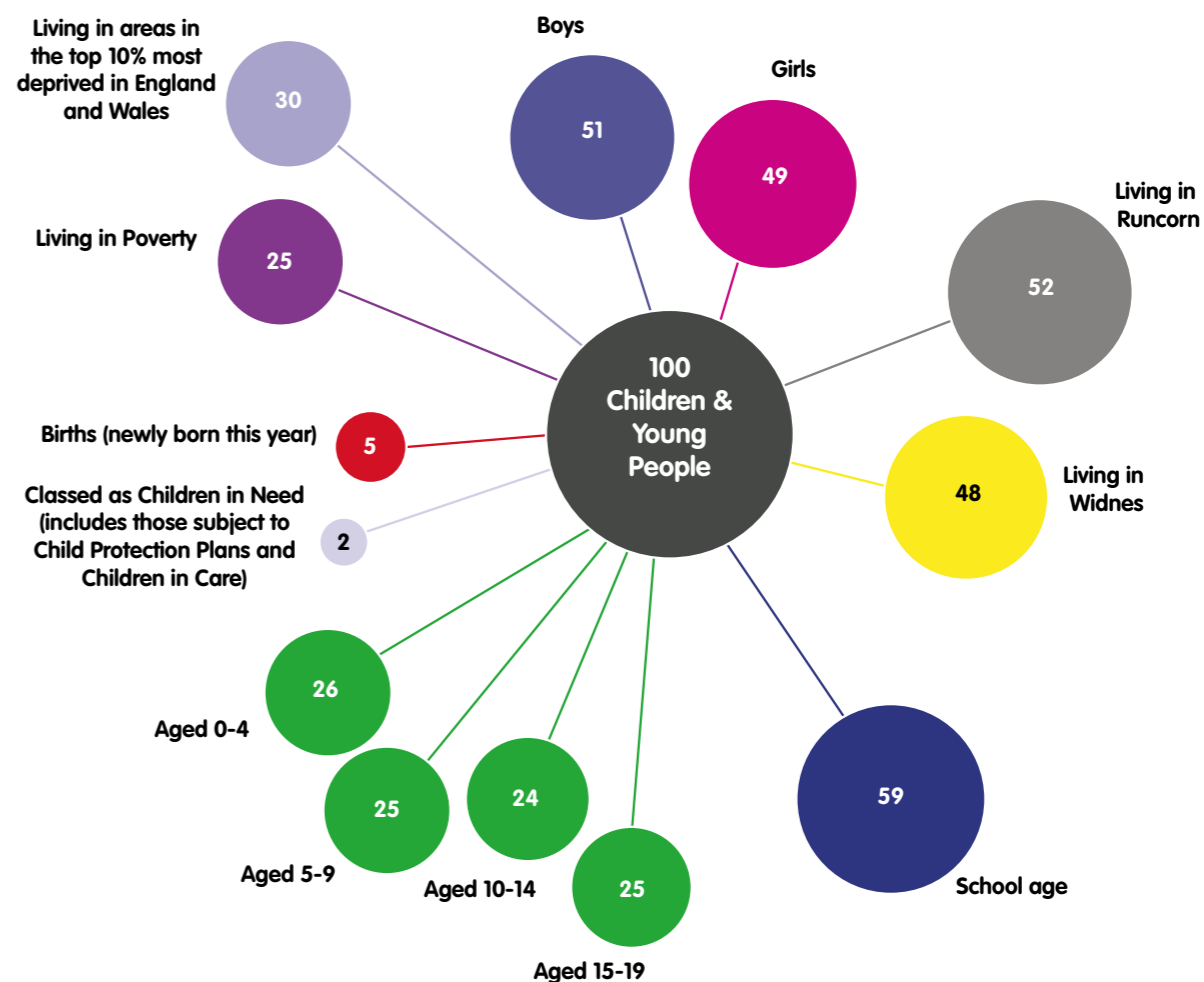 Living in areas in
the top 10% most
deprived in England
and Wales
30
Boys
51
Girls
49
Living in
Runcorn
52
Living in Poverty
25
100
Children &
Young
People
Births (newly born this year)
5
Living in
Widnes
48
Classed as Children in Need
(includes those subject to
Child Protection Plans and
Children in Care)
2
26
Aged 0-4
25
Aged 5-9
24
Aged 10-14
25
Aged 15-19
59
School age